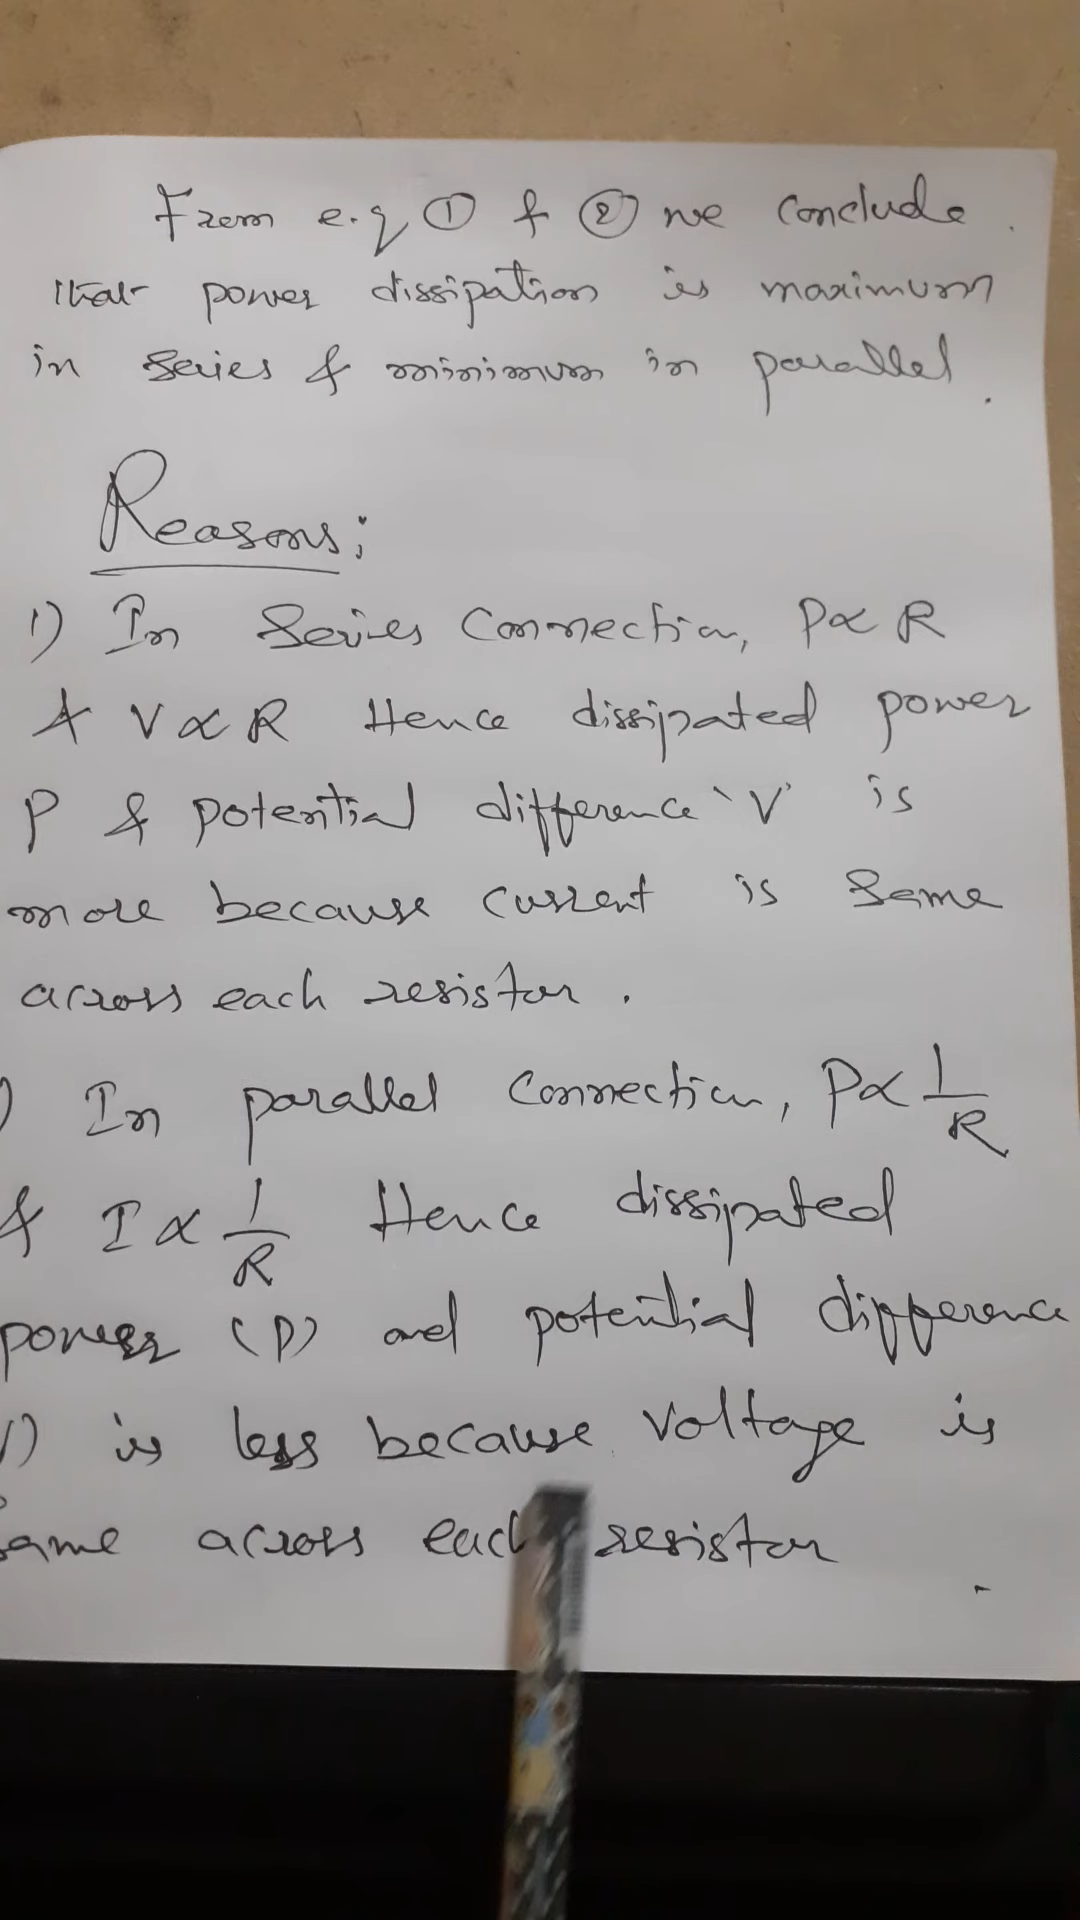 From e.q ① & ② we conclude.
that power dissipation is maximum
in series & minimum in parallel.
Reasons;
1) In Series Connection, P∝ R
& V∝R Hence dissipated power
P & potential difference 'V' is
more because current is same
across each resistor.
) In parallel Connection, P∝ 1/R
& I∝ 1/R Hence dissipated
power (P) and potential difference
V) is less because voltage is
same across each resistor.